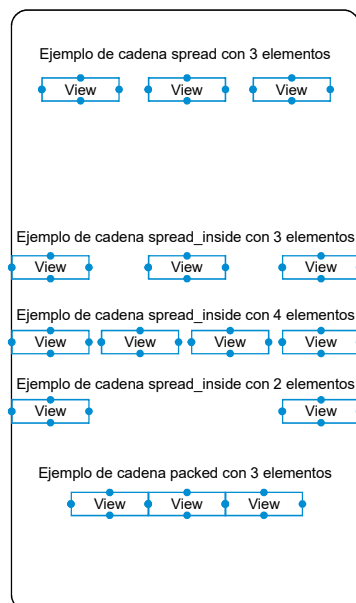 Ejemplo de cadena spread con 3 elementos
View View View
Ejemplo de cadena spread_inside con 3 elementos
View View View
Ejemplo de cadena spread_inside con 4 elementos
View View View View
Ejemplo de cadena spread_inside con 2 elementos
View View
Ejemplo de cadena packed con 3 elementos
View View View